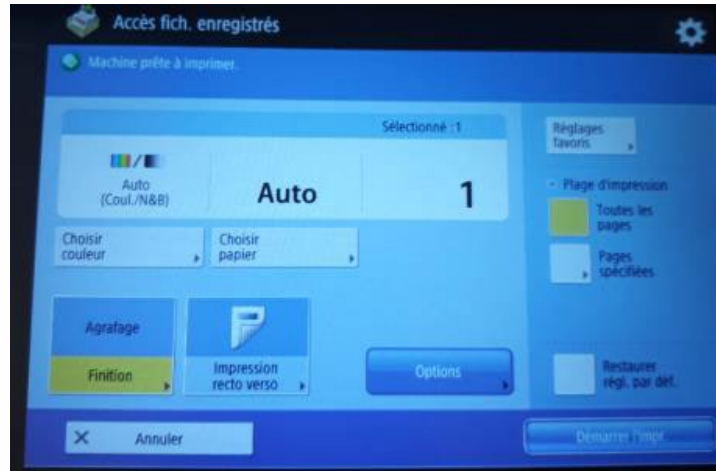 Accès fich. enregistrés
Machine prête à imprimer.
Sélectionné :1
Auto
(Coul./N&B)
Auto
1
Choisir
couleur
Choisir
papier
Agrafage
Finition
Impression
recto verso
Options
Réglages
favoris
Plage d'impression
Toutes les
pages
Pages
spécifiées
Restaurer
régl. par déf.
Annuler
Démarrer l'impr.